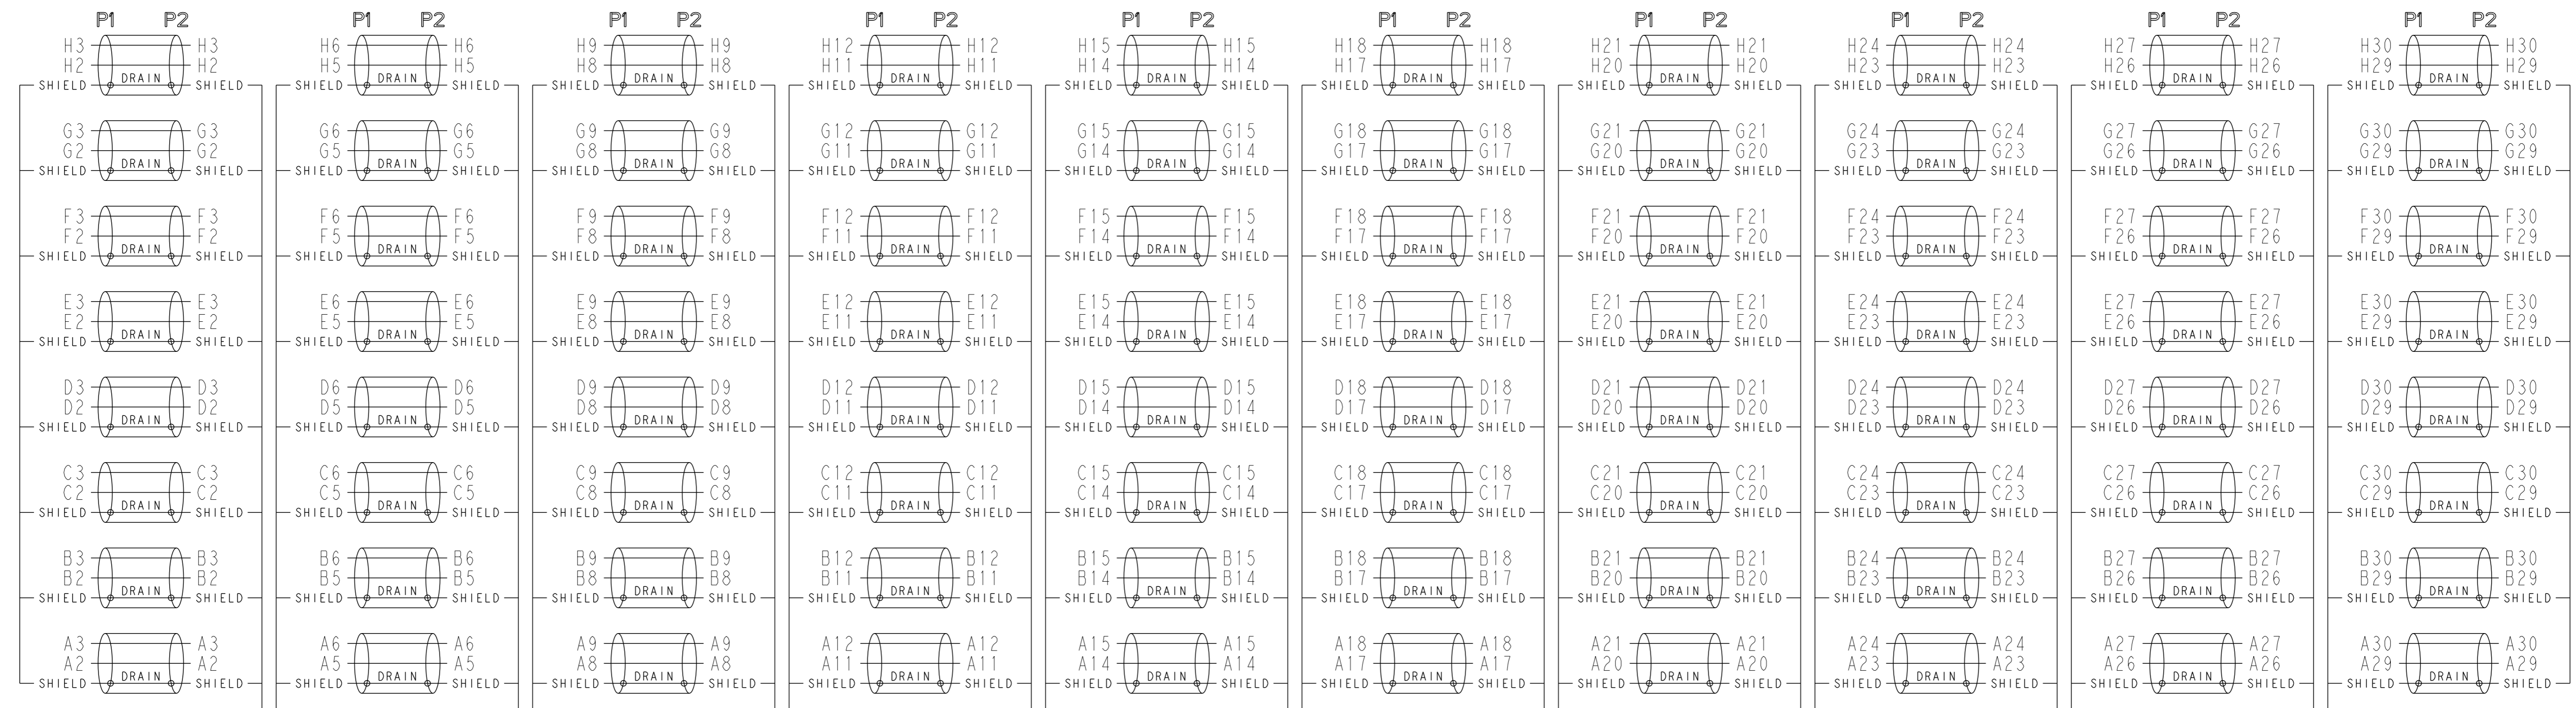 P1 P2 P1 P2 P1 P2 P1 P2 P1 P2 P1 P2 P1 P2 P1 P2 P1 P2 P1 P2
H3 H3 H6 H6 H9 H9 H12 H12 H15 H15 H18 H18 H21 H21 H24 H24 H27 H27 H30 H30
H2 H2 H5 H5 H8 H8 H11 H11 H14 H14 H17 H17 H20 H20 H23 H23 H26 H26 H29 H29
DRAIN DRAIN DRAIN DRAIN DRAIN DRAIN DRAIN DRAIN DRAIN DRAIN
SHIELD SHIELD SHIELD SHIELD SHIELD SHIELD SHIELD SHIELD SHIELD SHIELD SHIELD SHIELD SHIELD SHIELD SHIELD SHIELD SHIELD SHIELD SHIELD SHIELD
G3 G3 G6 G6 G9 G9 G12 G12 G15 G15 G18 G18 G21 G21 G24 G24 G27 G27 G30 G30
G2 G2 G5 G5 G8 G8 G11 G11 G14 G14 G17 G17 G20 G20 G23 G23 G26 G26 G29 G29
DRAIN DRAIN DRAIN DRAIN DRAIN DRAIN DRAIN DRAIN DRAIN DRAIN
SHIELD SHIELD SHIELD SHIELD SHIELD SHIELD SHIELD SHIELD SHIELD SHIELD SHIELD SHIELD SHIELD SHIELD SHIELD SHIELD SHIELD SHIELD SHIELD SHIELD
F3 F3 F6 F6 F9 F9 F12 F12 F15 F15 F18 F18 F21 F21 F24 F24 F27 F27 F30 F30
F2 F2 F5 F5 F8 F8 F11 F11 F14 F14 F17 F17 F20 F20 F23 F23 F26 F26 F29 F29
DRAIN DRAIN DRAIN DRAIN DRAIN DRAIN DRAIN DRAIN DRAIN DRAIN
SHIELD SHIELD SHIELD SHIELD SHIELD SHIELD SHIELD SHIELD SHIELD SHIELD SHIELD SHIELD SHIELD SHIELD SHIELD SHIELD SHIELD SHIELD SHIELD SHIELD
E3 E3 E6 E6 E9 E9 E12 E12 E15 E15 E18 E18 E21 E21 E24 E24 E27 E27 E30 E30
E2 E2 E5 E5 E8 E8 E11 E11 E14 E14 E17 E17 E20 E20 E23 E23 E26 E26 E29 E29
DRAIN DRAIN DRAIN DRAIN DRAIN DRAIN DRAIN DRAIN DRAIN DRAIN
SHIELD SHIELD SHIELD SHIELD SHIELD SHIELD SHIELD SHIELD SHIELD SHIELD SHIELD SHIELD SHIELD SHIELD SHIELD SHIELD SHIELD SHIELD SHIELD SHIELD
D3 D3 D6 D6 D9 D9 D12 D12 D15 D15 D18 D18 D21 D21 D24 D24 D27 D27 D30 D30
D2 D2 D5 D5 D8 D8 D11 D11 D14 D14 D17 D17 D20 D20 D23 D23 D26 D26 D29 D29
DRAIN DRAIN DRAIN DRAIN DRAIN DRAIN DRAIN DRAIN DRAIN DRAIN
SHIELD SHIELD SHIELD SHIELD SHIELD SHIELD SHIELD SHIELD SHIELD SHIELD SHIELD SHIELD SHIELD SHIELD SHIELD SHIELD SHIELD SHIELD SHIELD SHIELD
C3 C3 C6 C6 C9 C9 C12 C12 C15 C15 C18 C18 C21 C21 C24 C24 C27 C27 C30 C30
C2 C2 C5 C5 C8 C8 C11 C11 C14 C14 C17 C17 C20 C20 C23 C23 C26 C26 C29 C29
DRAIN DRAIN DRAIN DRAIN DRAIN DRAIN DRAIN DRAIN DRAIN DRAIN
SHIELD SHIELD SHIELD SHIELD SHIELD SHIELD SHIELD SHIELD SHIELD SHIELD SHIELD SHIELD SHIELD SHIELD SHIELD SHIELD SHIELD SHIELD SHIELD SHIELD
B3 B3 B6 B6 B9 B9 B12 B12 B15 B15 B18 B18 B21 B21 B24 B24 B27 B27 B30 B30
B2 B2 B5 B5 B8 B8 B11 B11 B14 B14 B17 B17 B20 B20 B23 B23 B26 B26 B29 B29
DRAIN DRAIN DRAIN DRAIN DRAIN DRAIN DRAIN DRAIN DRAIN DRAIN
SHIELD SHIELD SHIELD SHIELD SHIELD SHIELD SHIELD SHIELD SHIELD SHIELD SHIELD SHIELD SHIELD SHIELD SHIELD SHIELD SHIELD SHIELD SHIELD SHIELD
A3 A3 A6 A6 A9 A9 A12 A12 A15 A15 A18 A18 A21 A21 A24 A24 A27 A27 A30 A30
A2 A2 A5 A5 A8 A8 A11 A11 A14 A14 A17 A17 A20 A20 A23 A23 A26 A26 A29 A29
DRAIN DRAIN DRAIN DRAIN DRAIN DRAIN DRAIN DRAIN DRAIN DRAIN
SHIELD SHIELD SHIELD SHIELD SHIELD SHIELD SHIELD SHIELD SHIELD SHIELD SHIELD SHIELD SHIELD SHIELD SHIELD SHIELD SHIELD SHIELD SHIELD SHIELD